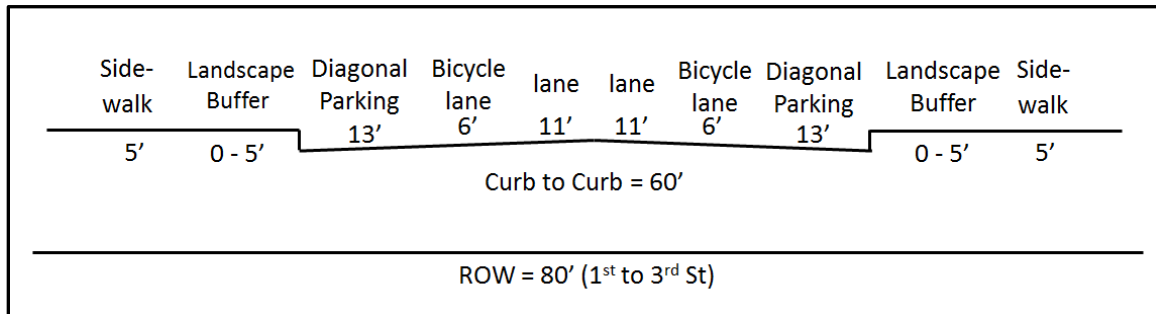 Side-
walk
Landscape
Buffer
Diagonal
Parking
Bicycle
lane
lane
lane
Bicycle
lane
Diagonal
Parking
Landscape
Buffer
Side-
walk
5’
0 - 5’
13’
6’
11’
11’
6’
13’
0 - 5’
5’
Curb to Curb = 60’
ROW = 80’ (1st to 3rd St)